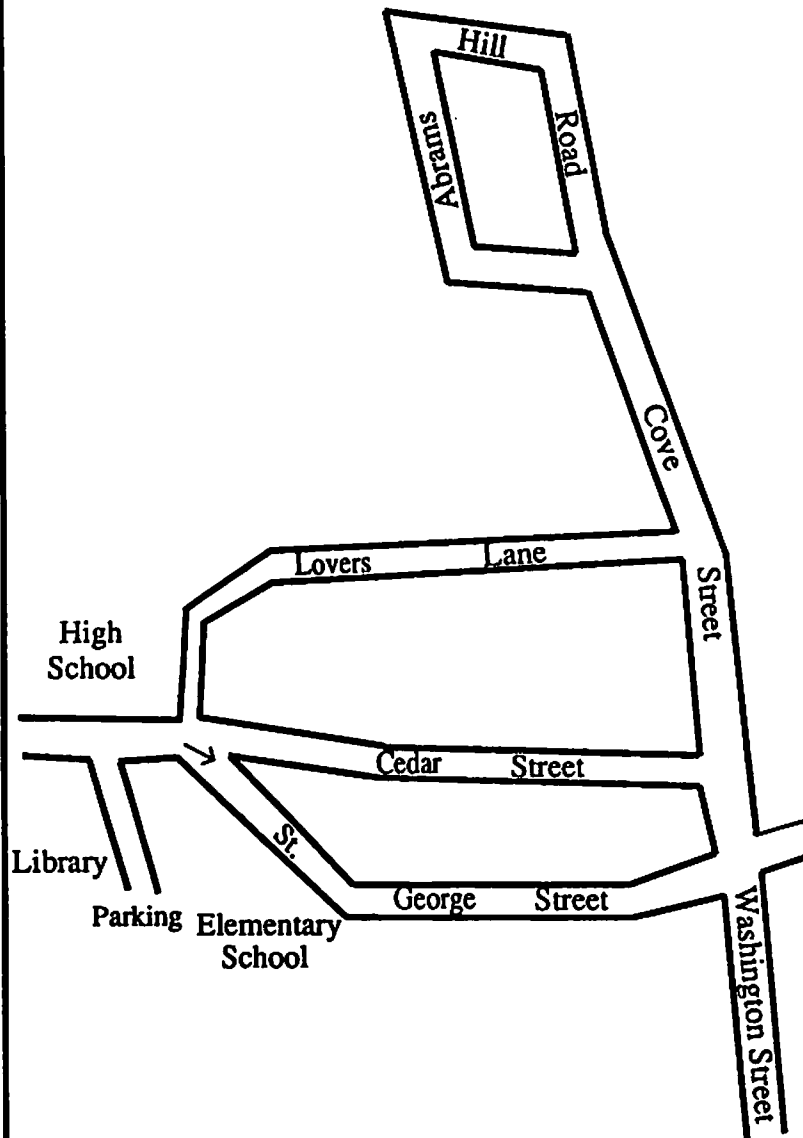 Hill
Road
Abrams
Cove
Street
Lovers Lane
High
School
Cedar Street
St.
George Street
Library
Parking
Elementary
School
Washington Street